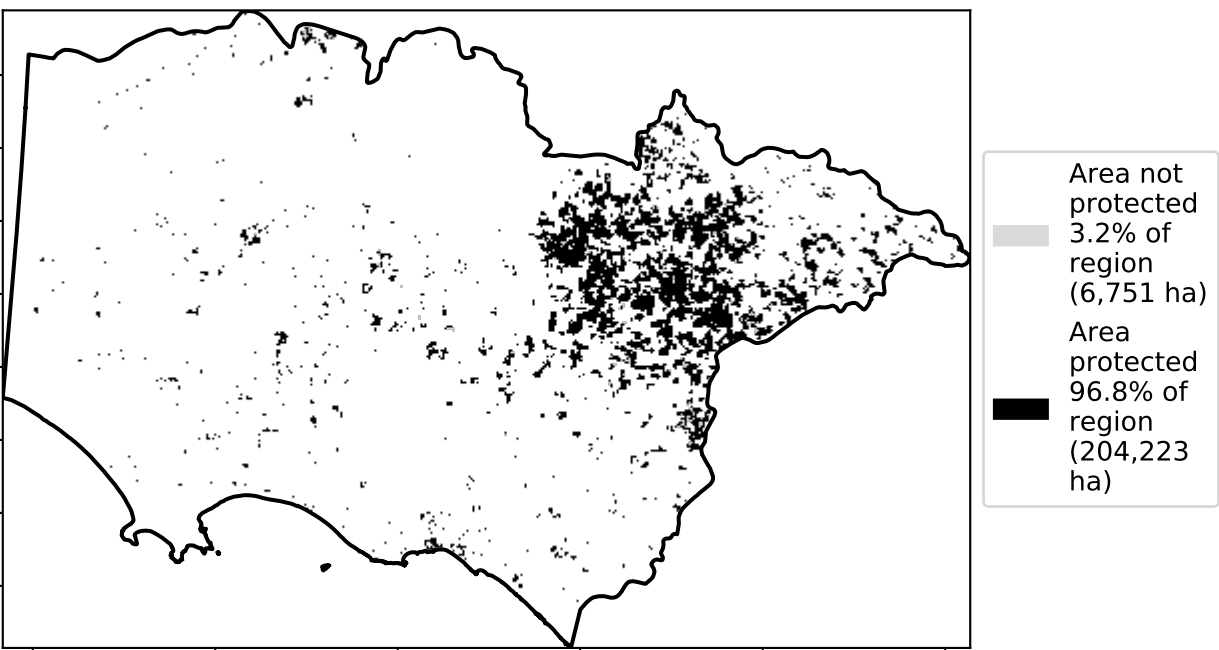 Area not
protected
3.2% of
region
(6,751 ha)
Area
protected
96.8% of
region
(204,223
ha)